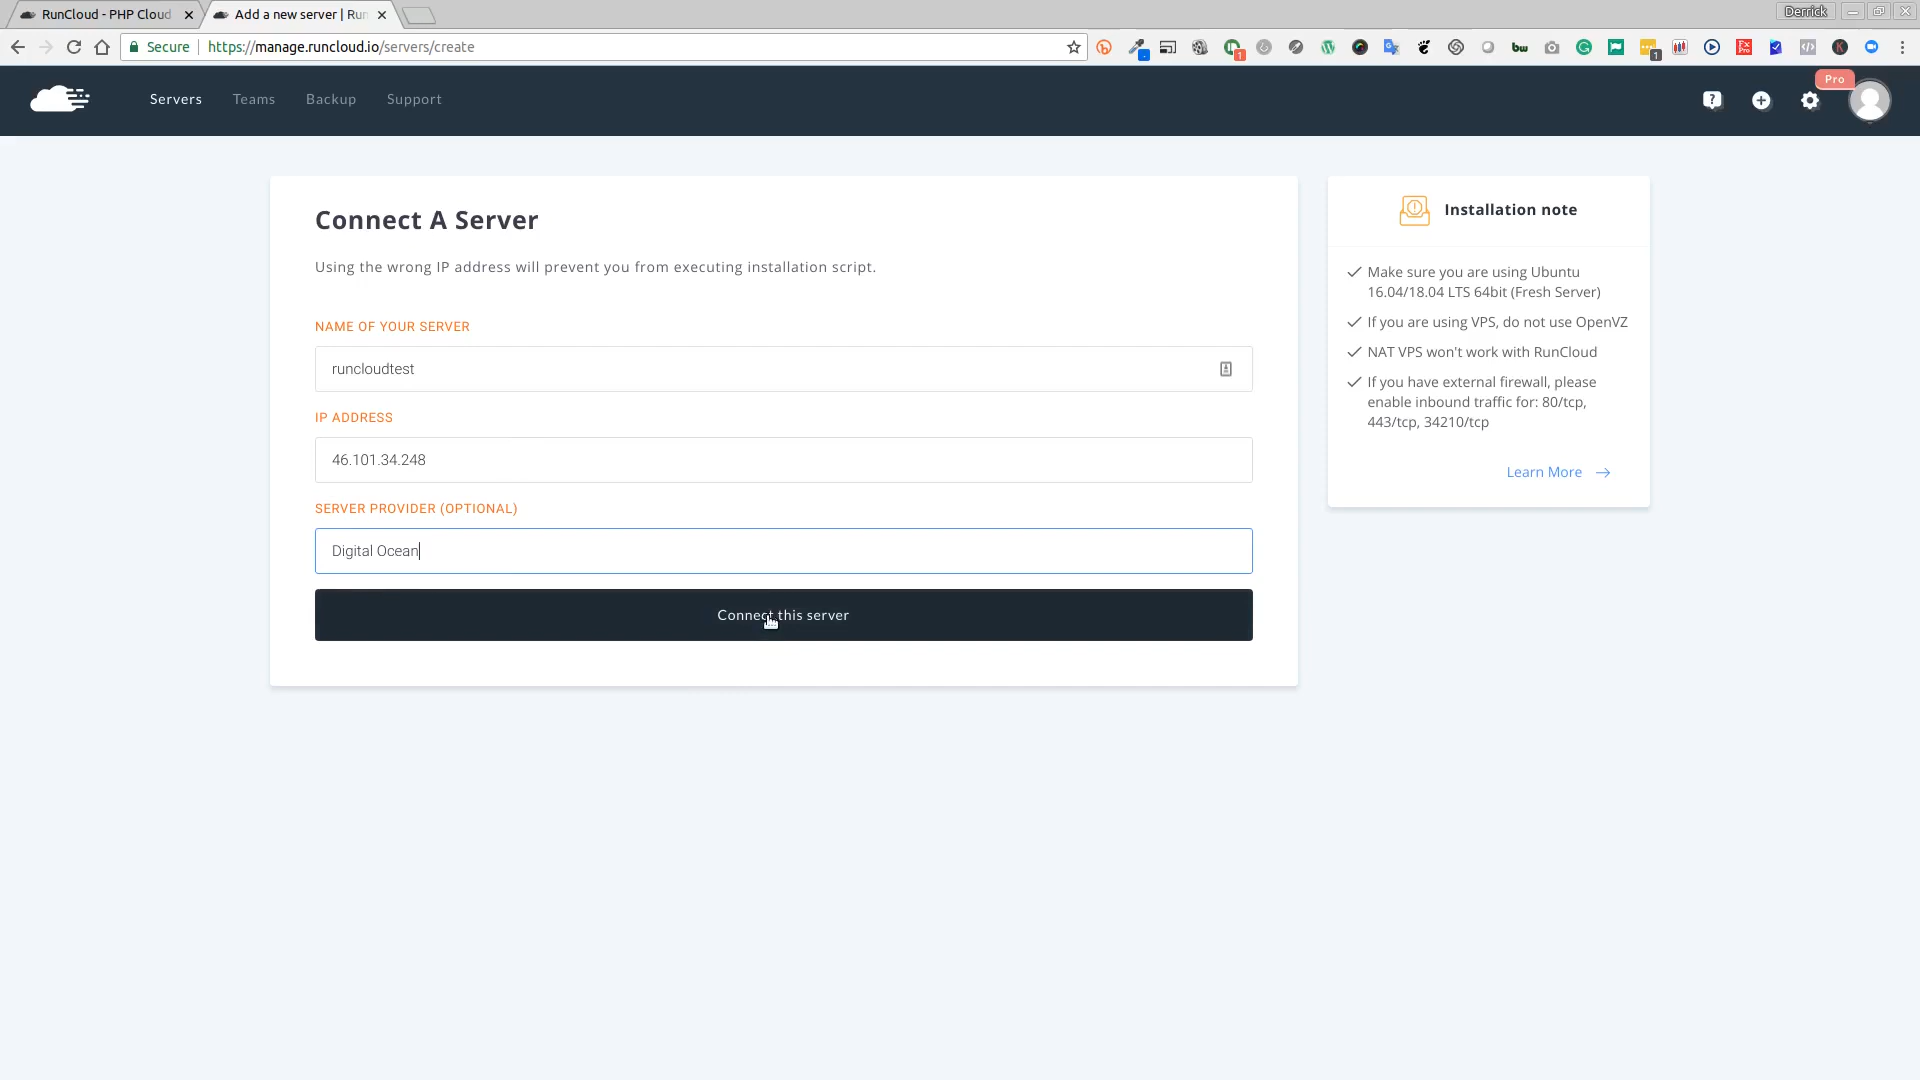 RunCloud - PHP Cloud
Add a new server | Run
Derrick
Secure
https://manage.runcloud.io/servers/create
Servers
Teams
Backup
Support
Pro
Connect A Server
Using the wrong IP address will prevent you from executing installation script.
NAME OF YOUR SERVER
runcloudtest
IP ADDRESS
46.101.34.248
SERVER PROVIDER (OPTIONAL)
Digital Ocean
Connect this server
Installation note
Make sure you are using Ubuntu
16.04/18.04 LTS 64bit (Fresh Server)
If you are using VPS, do not use OpenVZ
NAT VPS won't work with RunCloud
If you have external firewall, please
enable inbound traffic for: 80/tcp,
443/tcp, 34210/tcp
Learn More